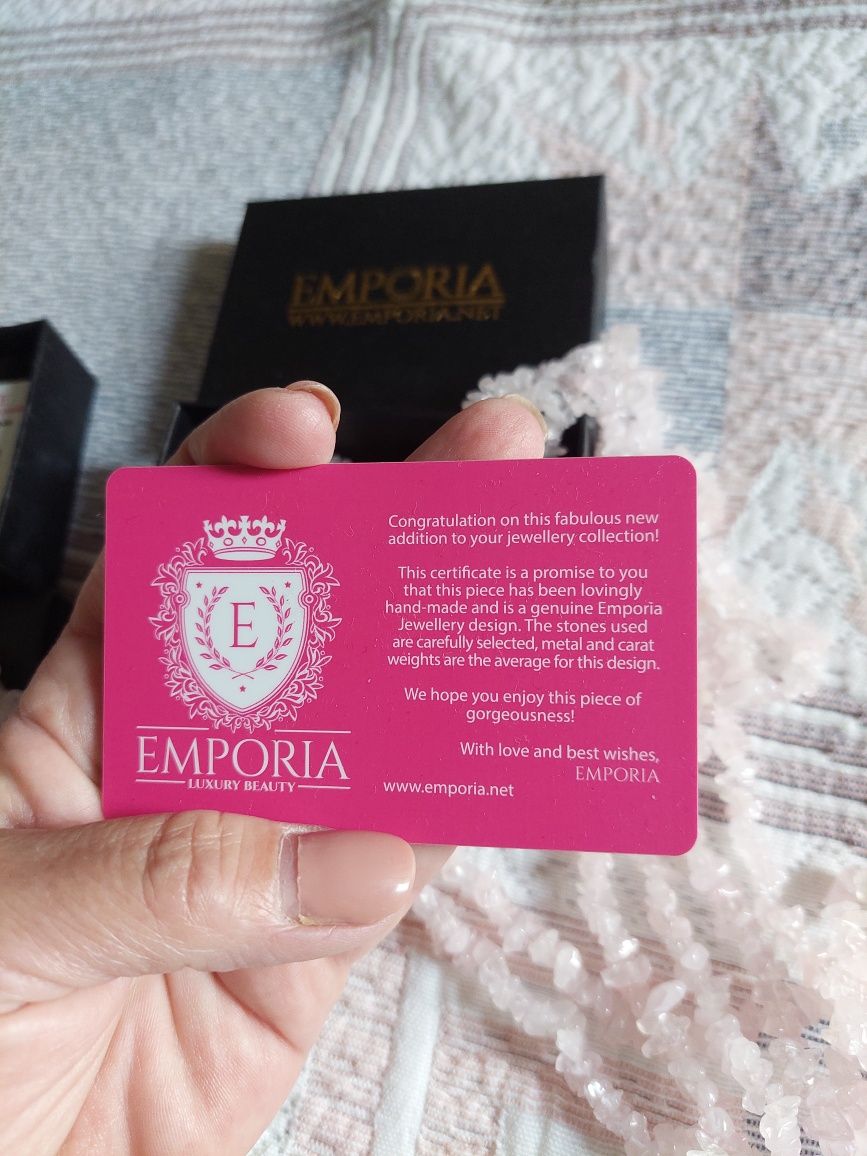 EMPORIA
WWW.EMPORIA.NET
E
EMPORIA
LUXURY BEAUTY
Congratulation on this fabulous new
addition to your jewellery collection!
This certificate is a promise to you
that this piece has been lovingly
hand-made and is a genuine Emporia
Jewellery design. The stones used
are carefully selected, metal and carat
weights are the average for this design.
We hope you enjoy this piece of
gorgeousness!
With love and best wishes,
EMPORIA
www.emporia.net